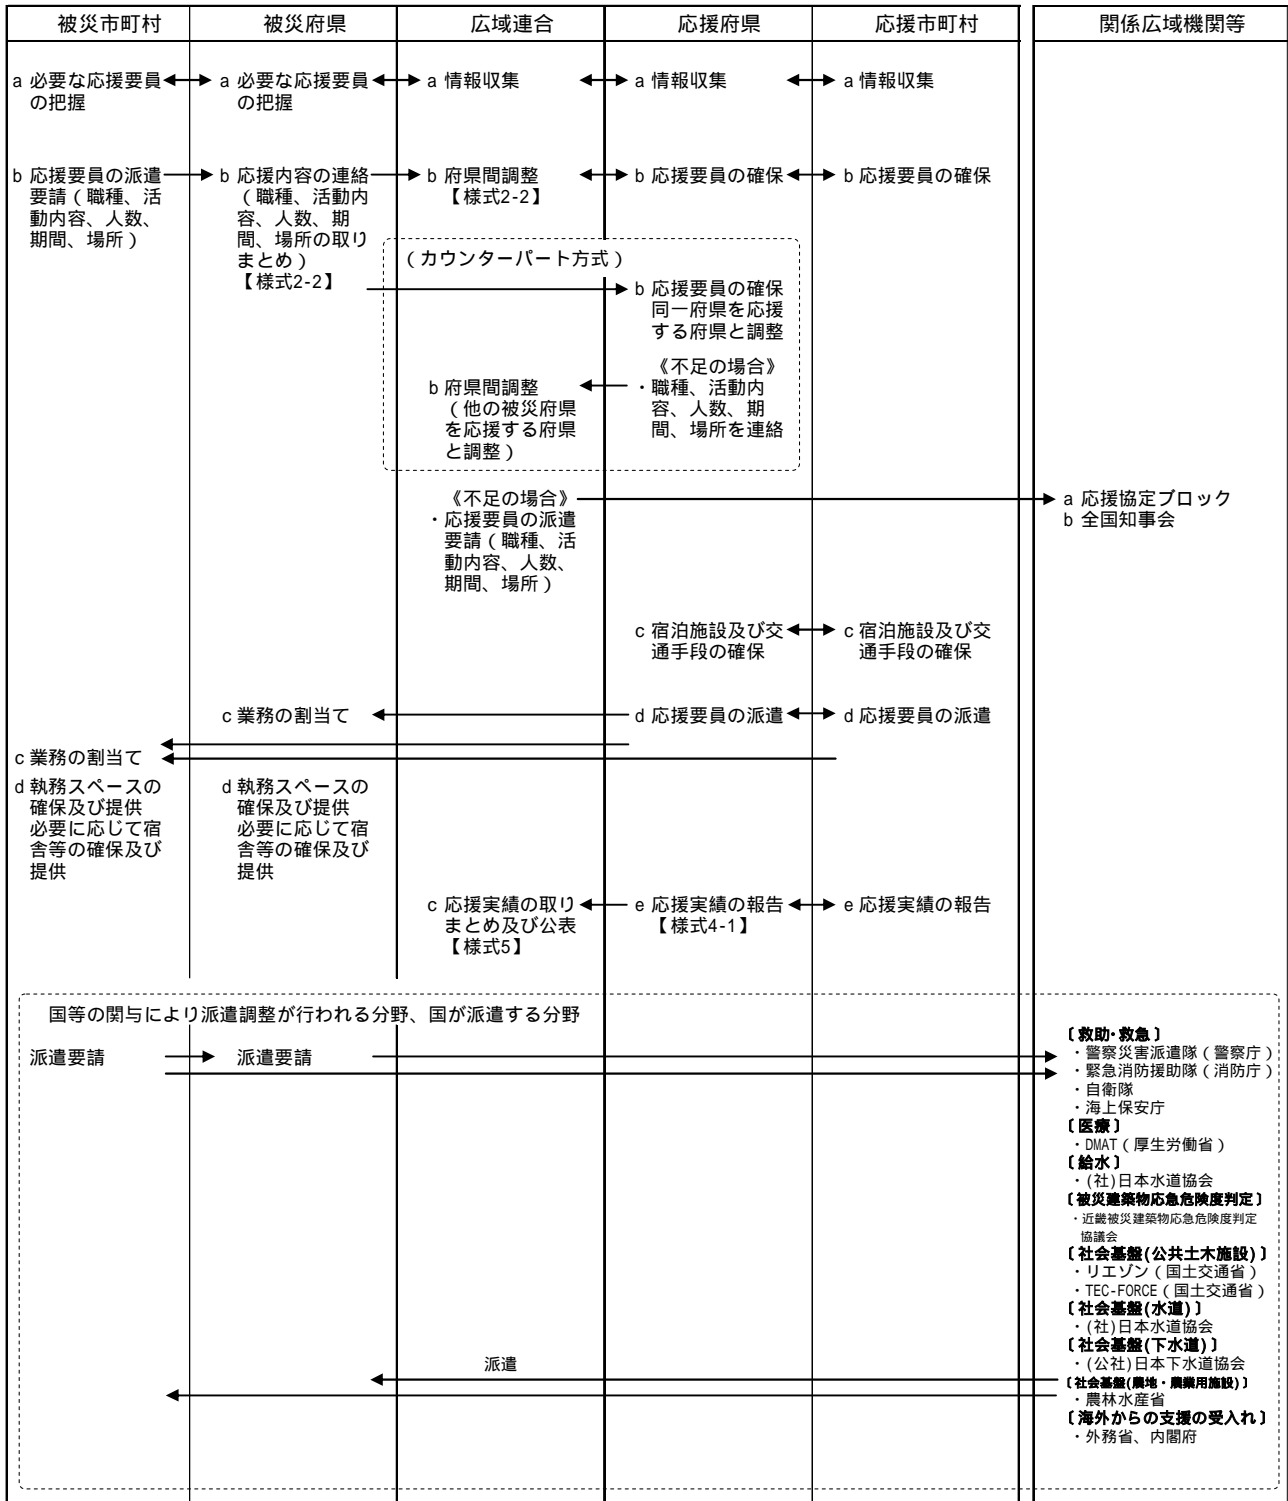 被災市町村
被災府県
広域連合
応援府県
応援市町村
関係広域機関等
a 必要な応援要員
の把握
a 必要な応援要員
の把握
a 情報収集
a 情報収集
a 情報収集
b 応援要員の派遣
要請（職種、活
動内容、人数、
期間、場所）
b 応援内容の連絡
（職種、活動内
容、人数、期
間、場所の取り
まとめ）
【様式2-2】
b 府県間調整
【様式2-2】
b 応援要員の確保
b 応援要員の確保
（カウンターパート方式）
b 応援要員の確保
同一府県を応援
する府県と調整
《不足の場合》
・職種、活動内
容、人数、期
間、場所を連絡
b 府県間調整
（他の被災府県
を応援する府県
と調整）
《不足の場合》
・応援要員の派遣
要請（職種、活
動内容、人数、
期間、場所）
a 応援協定ブロック
b 全国知事会
c 宿泊施設及び交
通手段の確保
c 宿泊施設及び交
通手段の確保
c 業務の割当て
d 応援要員の派遣
d 応援要員の派遣
c 業務の割当て
d 執務スペースの
確保及び提供
必要に応じて宿
舎等の確保及び
提供
d 執務スペースの
確保及び提供
必要に応じて宿
舎等の確保及び
提供
c 応援実績の取り
まとめ及び公表
【様式5】
e 応援実績の報告
【様式4-1】
e 応援実績の報告
国等の関与により派遣調整が行われる分野、国が派遣する分野
派遣要請
派遣要請
〔救助・救急〕
・警察災害派遣隊（警察庁）
・緊急消防援助隊（消防庁）
・自衛隊
・海上保安庁
〔医療〕
・DMAT（厚生労働省）
〔給水〕
・(社)日本水道協会
〔被災建築物応急危険度判定〕
・近畿被災建築物応急危険度判定
協議会
〔社会基盤(公共土木施設)〕
・リエゾン（国土交通省）
・TEC-FORCE（国土交通省）
〔社会基盤(水道)〕
・(社)日本水道協会
〔社会基盤(下水道)〕
・(公社)日本下水道協会
〔社会基盤(農地・農業用施設)〕
・農林水産省
〔海外からの支援の受入れ〕
・外務省、内閣府
派遣